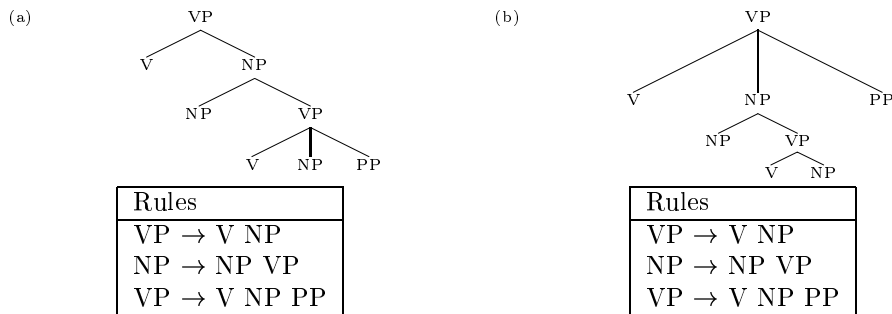 (a) VP (b) VP
V NP
V NP PP
NP VP
NP VP
V NP PP
V NP
Rules Rules
VP → V NP VP → V NP
NP → NP VP NP → NP VP
VP → V NP PP VP → V NP PP